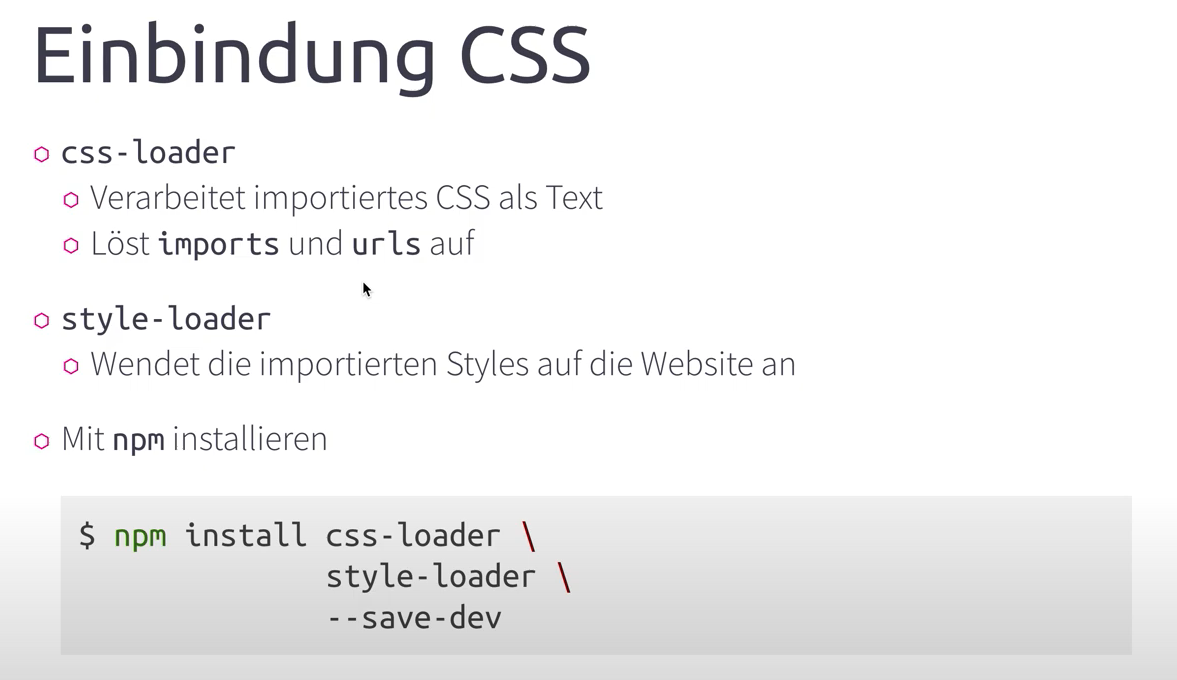 Einbindung CSS
css-loader
Verarbeitet importiertes CSS als Text
Löst imports und urls auf
style-loader
Wendet die importierten Styles auf die Website an
Mit npm installieren
$ npm install css-loader \
style-loader \
--save-dev